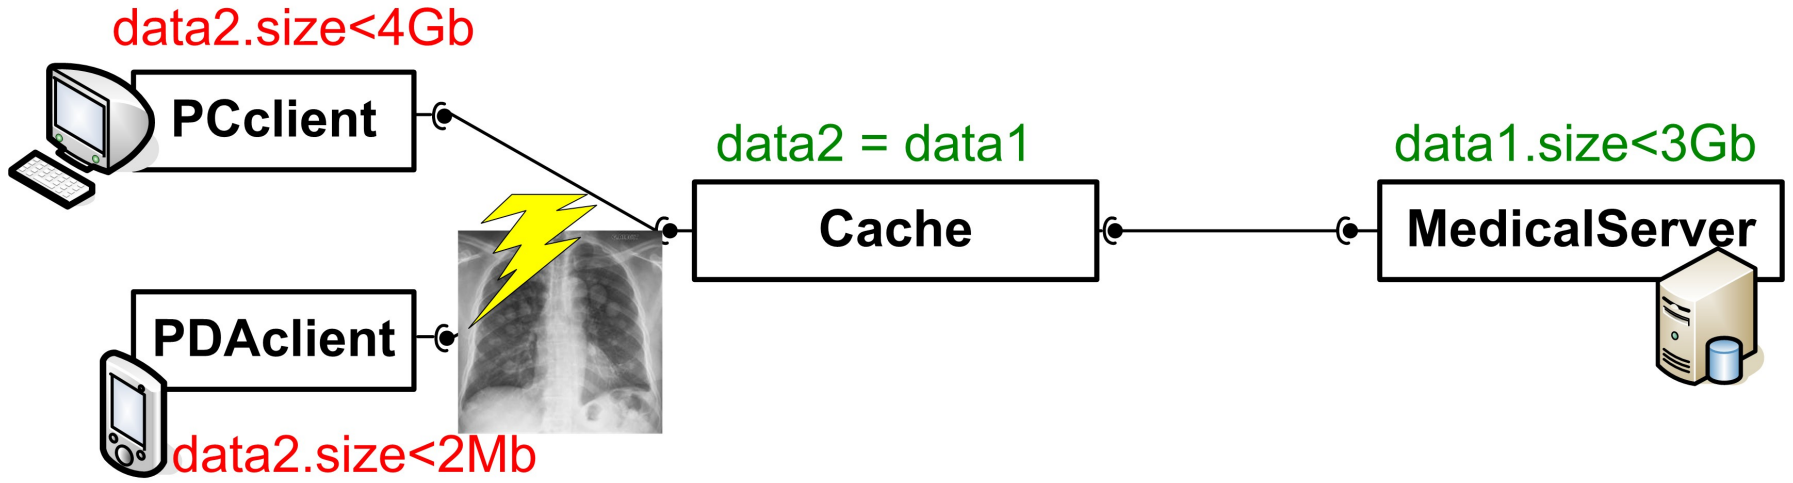 data2.size<4Gb
PCclient
data2 = data1
data1.size<3Gb
Cache
MedicalServer
PDAclient
data2.size<2Mb